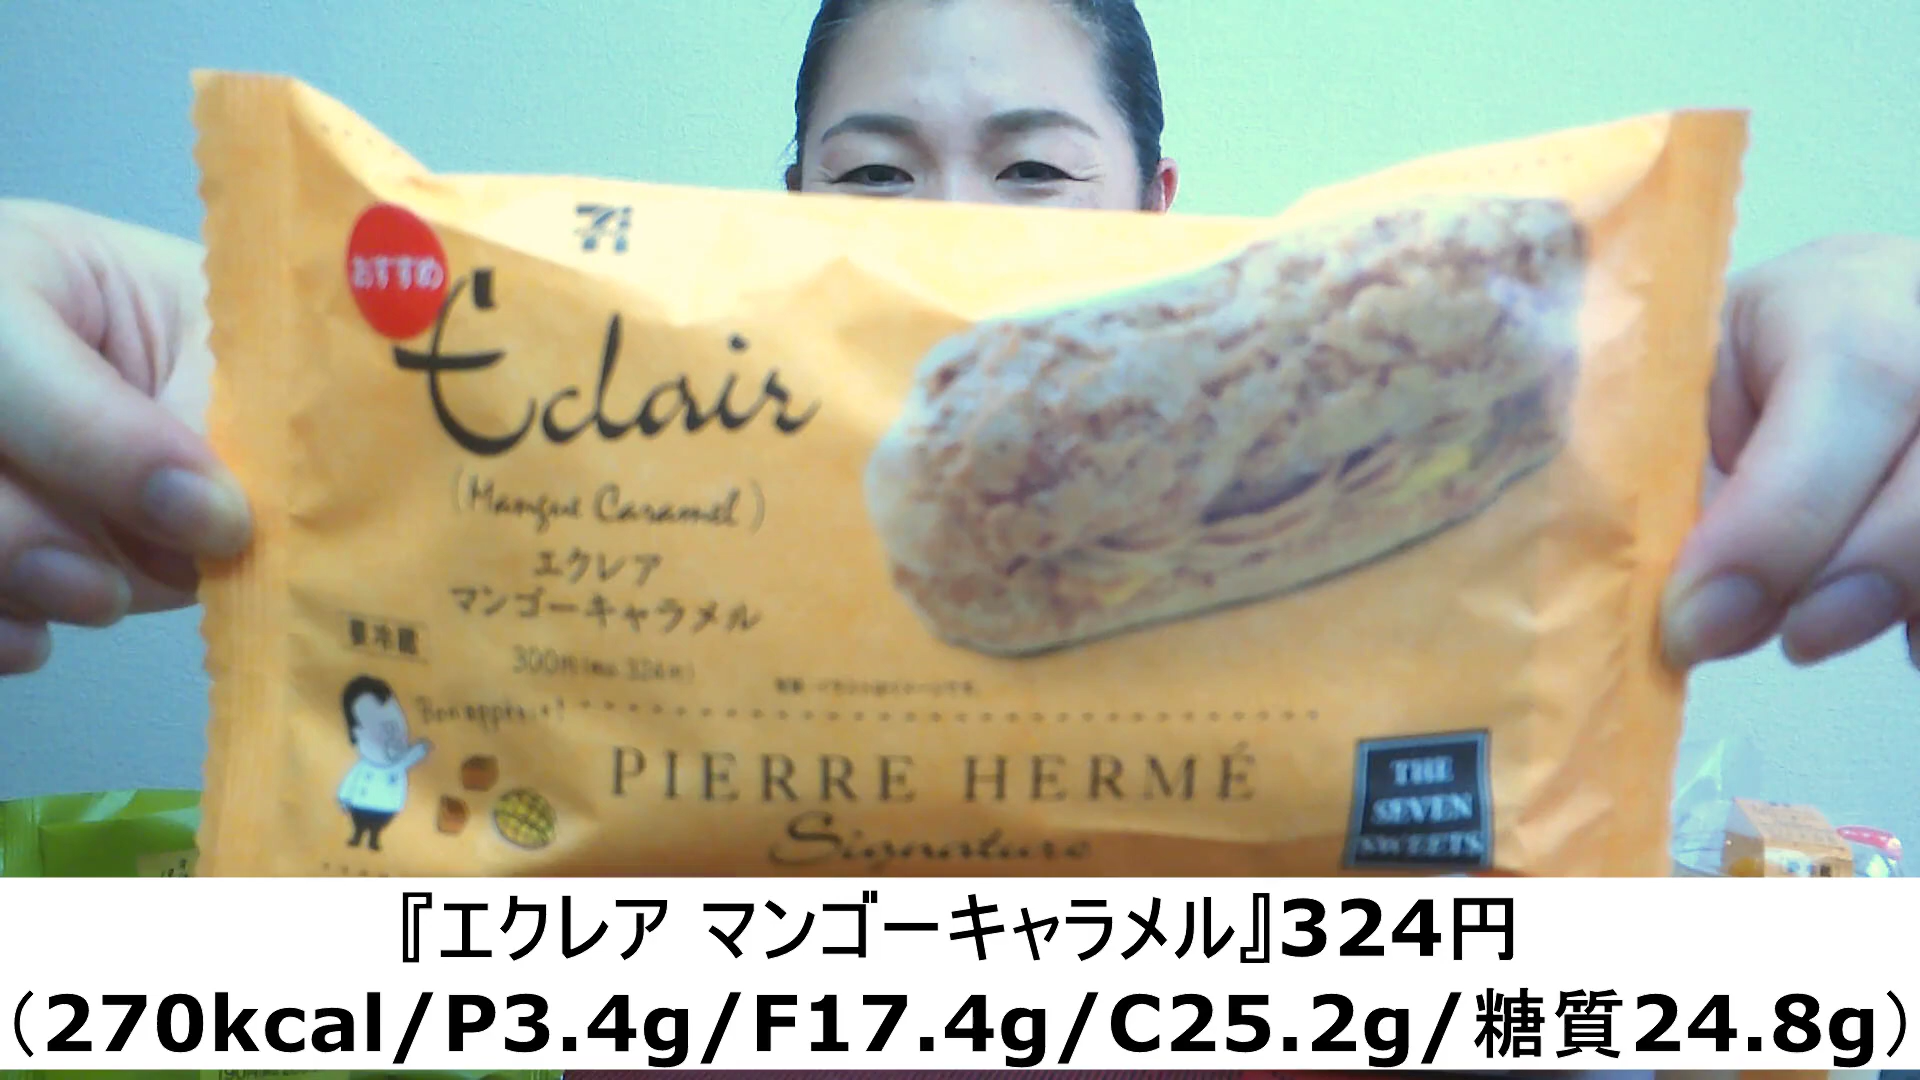 おすすめ
Eclair
(Mangue Caramel)
エクレア
マンゴーキャラメル
要冷蔵
Bon appétit
PIERRE HERMÉ
Signature
THE
SEVEN
SWEETS
『エクレア マンゴーキャラメル』324円
（270kcal/P3.4g/F17.4g/C25.2g/糖質24.8g）